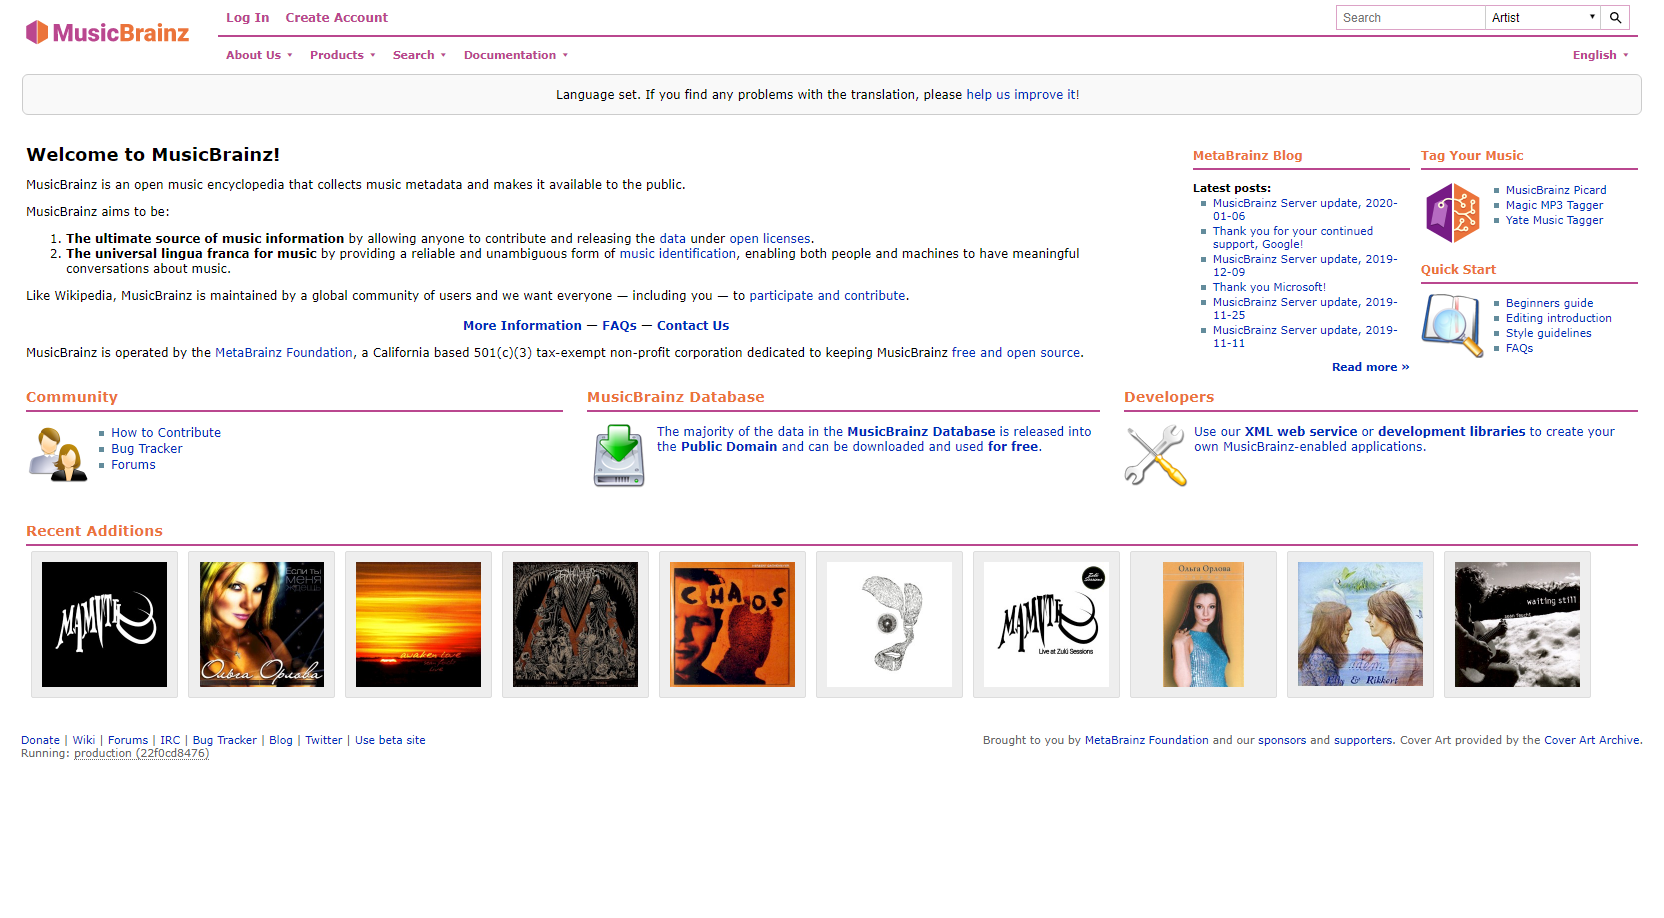 MusicBrainz
Log In Create Account
Search Artist
About Us Products Search Documentation
English
Language set. If you find any problems with the translation, please help us improve it!
Welcome to MusicBrainz!
MusicBrainz is an open music encyclopedia that collects music metadata and makes it available to the public.
MusicBrainz aims to be:
1. The ultimate source of music information by allowing anyone to contribute and releasing the data under open licenses.
2. The universal lingua franca for music by providing a reliable and unambiguous form of music identification, enabling both people and machines to have meaningful
conversations about music.
Like Wikipedia, MusicBrainz is maintained by a global community of users and we want everyone — including you — to participate and contribute.
More Information — FAQs — Contact Us
MusicBrainz is operated by the MetaBrainz Foundation, a California based 501(c)(3) tax-exempt non-profit corporation dedicated to keeping MusicBrainz free and open source.
MetaBrainz Blog
Latest posts:
MusicBrainz Server update, 2020-
01-06
Thank you for your continued
support, Google!
MusicBrainz Server update, 2019-
12-09
Thank you Microsoft!
MusicBrainz Server update, 2019-
11-25
MusicBrainz Server update, 2019-
11-11
Read more »
Tag Your Music
MusicBrainz Picard
Magic MP3 Tagger
Yate Music Tagger
Quick Start
Beginners guide
Editing introduction
Style guidelines
FAQs
Community
How to Contribute
Bug Tracker
Forums
MusicBrainz Database
The majority of the data in the MusicBrainz Database is released into
the Public Domain and can be downloaded and used for free.
Developers
Use our XML web service or development libraries to create your
own MusicBrainz-enabled applications.
Recent Additions
МАМУТЬ
Если ты
меня
ждёшь
Ольга Орлова
awaken love
live
CHAOS
Zulú
Sessions
Live at Zulú Sessions
Ольга Орлова
Elly & Rikkert
waiting still
Donate | Wiki | Forums | IRC | Bug Tracker | Blog | Twitter | Use beta site
Running: production (22f0cd8476)
Brought to you by MetaBrainz Foundation and our sponsors and supporters. Cover Art provided by the Cover Art Archive.